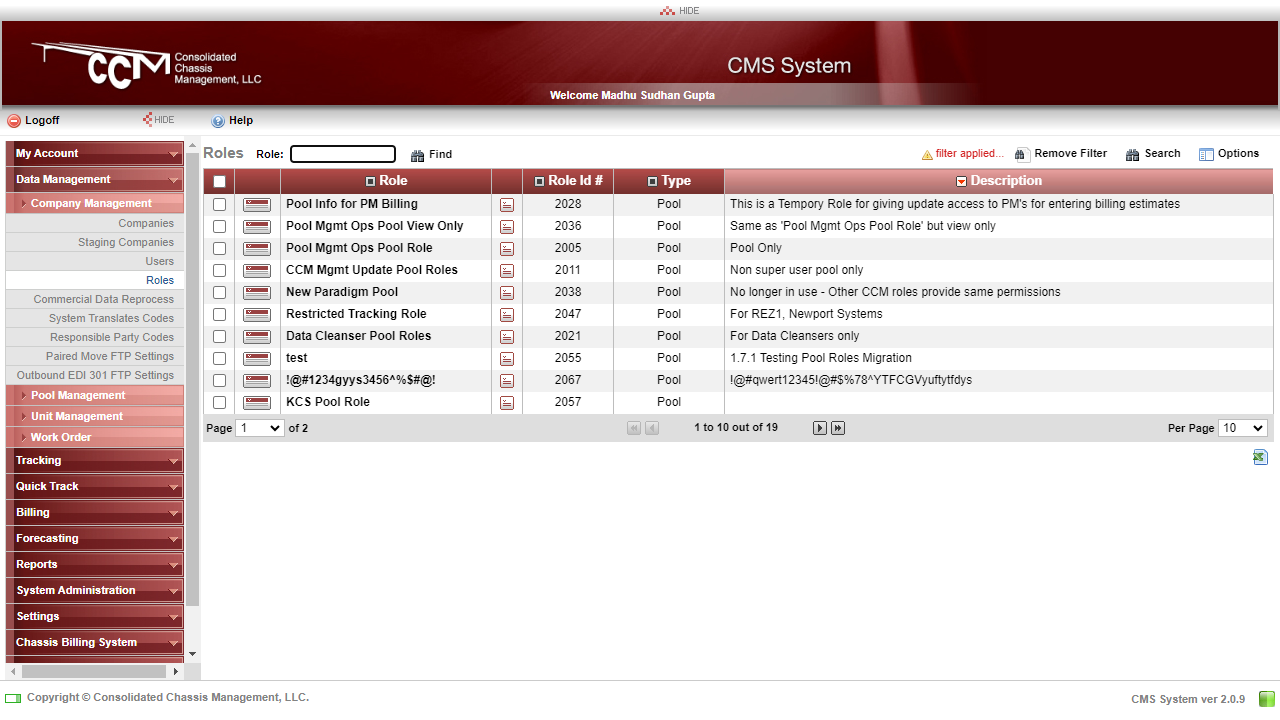 HIDE
CCM Consolidated Chassis Management, LLC
CMS System
Welcome Madhu Sudhan Gupta
Logoff HIDE Help
My Account
Data Management
Company Management
Companies
Staging Companies
Users
Roles
Commercial Data Reprocess
System Translates Codes
Responsible Party Codes
Paired Move FTP Settings
Outbound EDI 301 FTP Settings
Pool Management
Unit Management
Work Order
Tracking
Quick Track
Billing
Forecasting
Reports
System Administration
Settings
Chassis Billing System
Roles Role: Find filter applied... Remove Filter Search Options
Role Role Id # Type Description
Pool Info for PM Billing 2028 Pool This is a Tempory Role for giving update access to PM's for entering billing estimates
Pool Mgmt Ops Pool View Only 2036 Pool Same as 'Pool Mgmt Ops Pool Role' but view only
Pool Mgmt Ops Pool Role 2005 Pool Pool Only
CCM Mgmt Update Pool Roles 2011 Pool Non super user pool only
New Paradigm Pool 2038 Pool No longer in use - Other CCM roles provide same permissions
Restricted Tracking Role 2047 Pool For REZ1, Newport Systems
Data Cleanser Pool Roles 2021 Pool For Data Cleansers only
test 2055 Pool 1.7.1 Testing Pool Roles Migration
!@#1234gyys3456^%$#@! 2067 Pool !@#qwert12345!@#$%78^YTFCGVyuftytfdys
KCS Pool Role 2057 Pool
Page 1 of 2 1 to 10 out of 19 Per Page 10
Copyright © Consolidated Chassis Management, LLC. CMS System ver 2.0.9